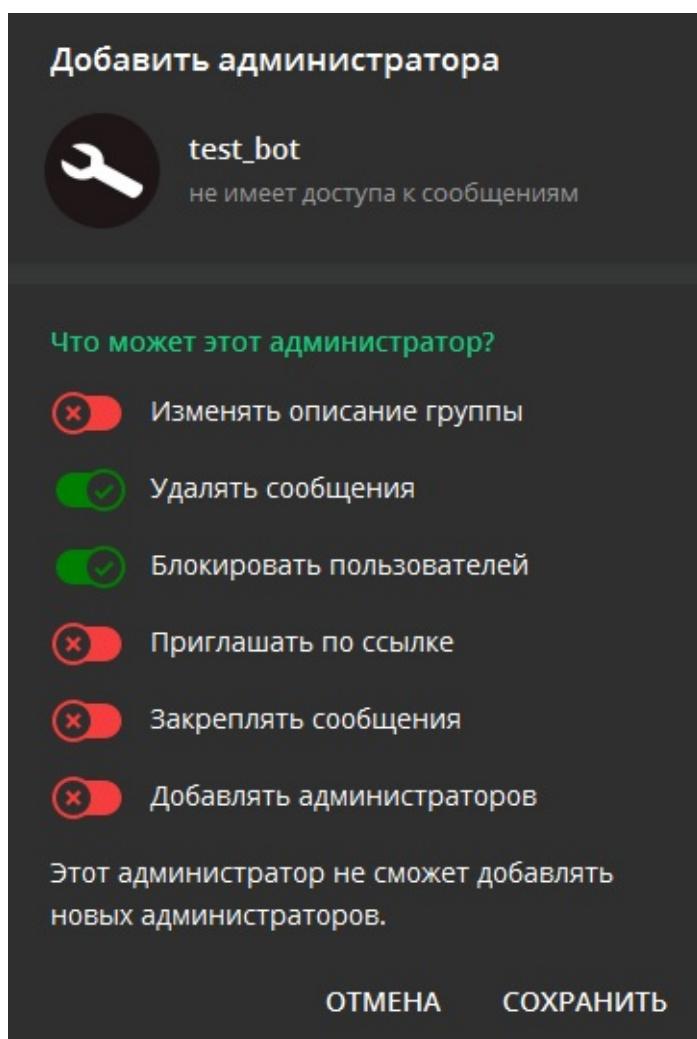 Добавить администратора
test_bot
не имеет доступа к сообщениям
Что может этот администратор?
Изменять описание группы
Удалять сообщения
Блокировать пользователей
Приглашать по ссылке
Закреплять сообщения
Добавлять администраторов
Этот администратор не сможет добавлять
новых администраторов.
ОТМЕНА СОХРАНИТЬ